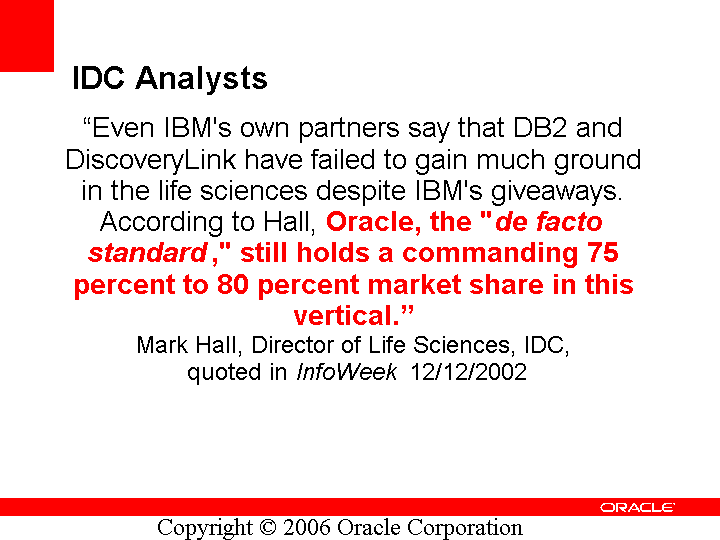 IDC Analysts
“Even IBM's own partners say that DB2 and
DiscoveryLink have failed to gain much ground
in the life sciences despite IBM's giveaways.
According to Hall, Oracle, the "de facto
standard," still holds a commanding 75
percent to 80 percent market share in this
vertical.”
Mark Hall, Director of Life Sciences, IDC,
quoted in InfoWeek 12/12/2002
ORACLE
Copyright © 2006 Oracle Corporation